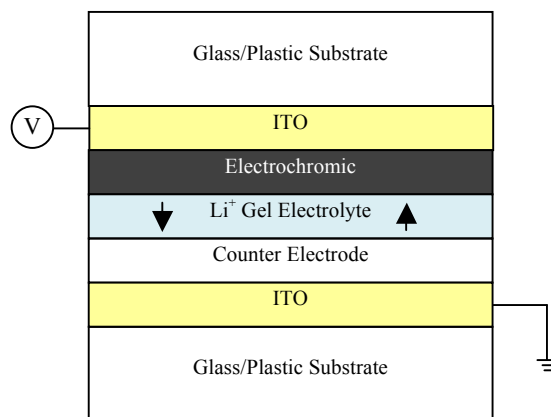 Glass/Plastic Substrate
ITO
V
Electrochromic
Li⁺ Gel Electrolyte
Counter Electrode
ITO
Glass/Plastic Substrate